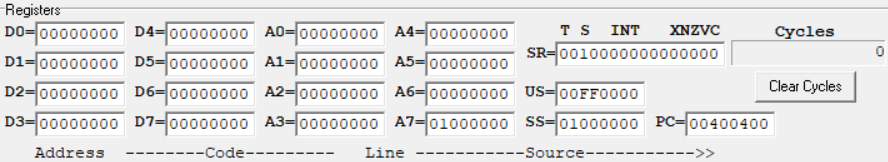 Registers
D0= 00000000 D4= 00000000 A0= 00000000 A4= 00000000 T S INT XNZVC Cycles
D1= 00000000 D5= 00000000 A1= 00000000 A5= 00000000 SR= 0010000000000000 0
D2= 00000000 D6= 00000000 A2= 00000000 A6= 00000000 US= 00FF0000 Clear Cycles
D3= 00000000 D7= 00000000 A3= 00000000 A7= 01000000 SS= 01000000 PC= 00400400
Address --------Code--------- Line -----------Source----------->>